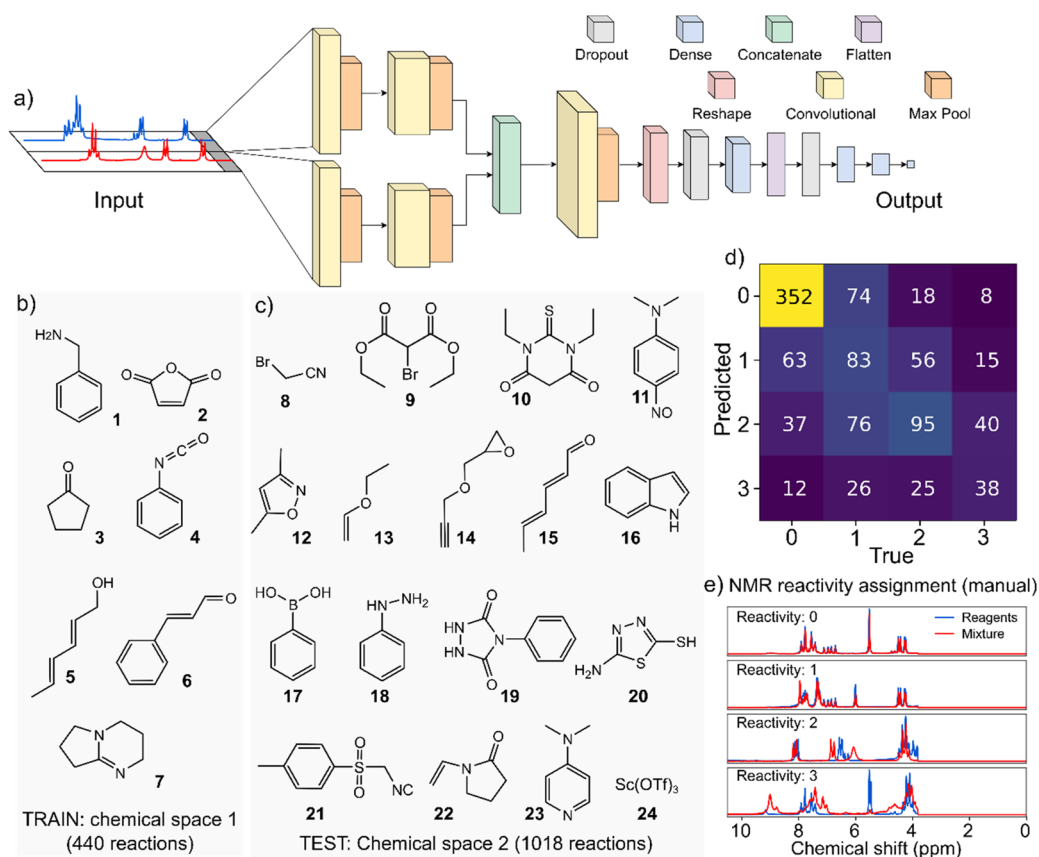 a)
Input
Dropout
Dense
Concatenate
Flatten
Reshape
Convolutional
Max Pool
Output
b)
H2N
1
O
O
O
2
O
3
N
C
O
4
OH
5
O
6
N
N
7
TRAIN: chemical space 1
(440 reactions)
c)
Br
CN
8
O
O
O
O
Br
9
S
N
N
O
O
10
N
NO
11
N
O
12
O
13
O
O
14
O
15
N
H
16
HO
OH
B
17
HN
NH2
18
O
HN
HN
N
O
19
N
N
H2N
S
SH
20
O
S
O
NC
21
O
N
22
N
N
23
Sc(OTf)3
24
TEST: Chemical space 2 (1018 reactions)
d)
Predicted
0
352
74
18
8
1
63
83
56
15
2
37
76
95
40
3
12
26
25
38
0
1
2
3
True
e) NMR reactivity assignment (manual)
Reactivity: 0
Reagents
Mixture
Reactivity: 1
Reactivity: 2
Reactivity: 3
10
8
6
4
2
0
Chemical shift (ppm)